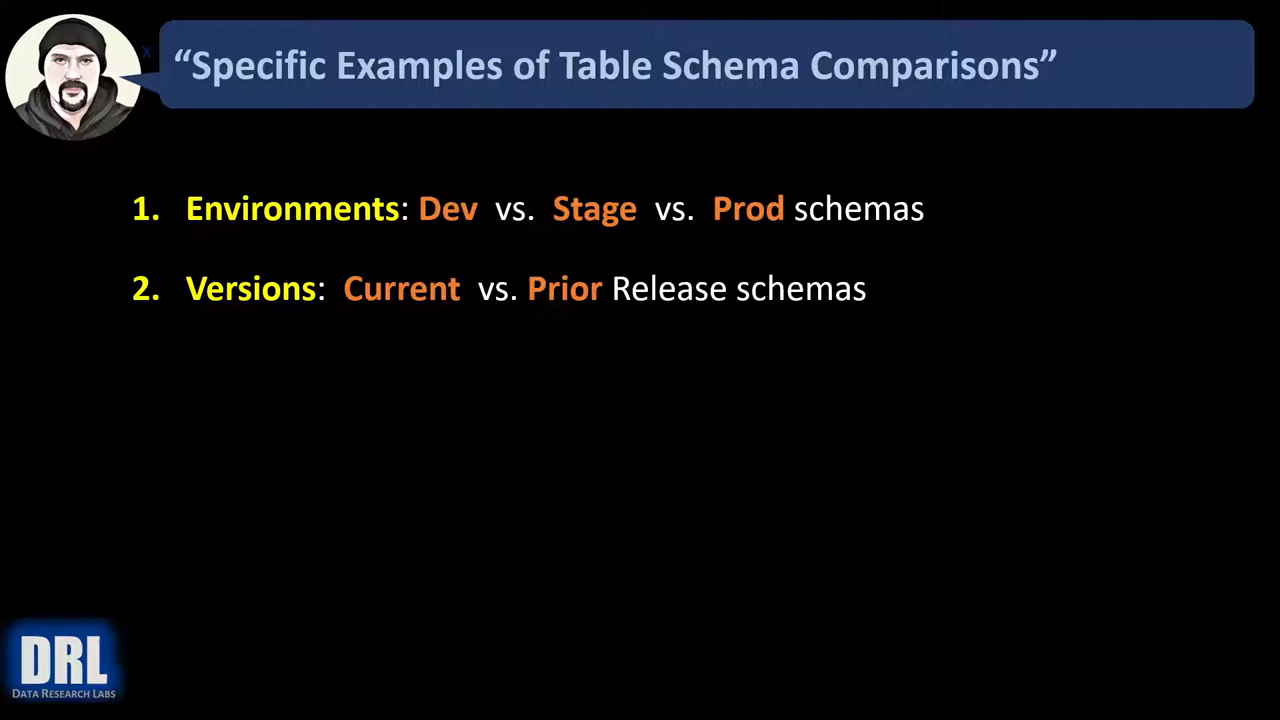 x
“Specific Examples of Table Schema Comparisons”
1. Environments: Dev vs. Stage vs. Prod schemas
2. Versions: Current vs. Prior Release schemas
DRL
DATA RESEARCH LABS